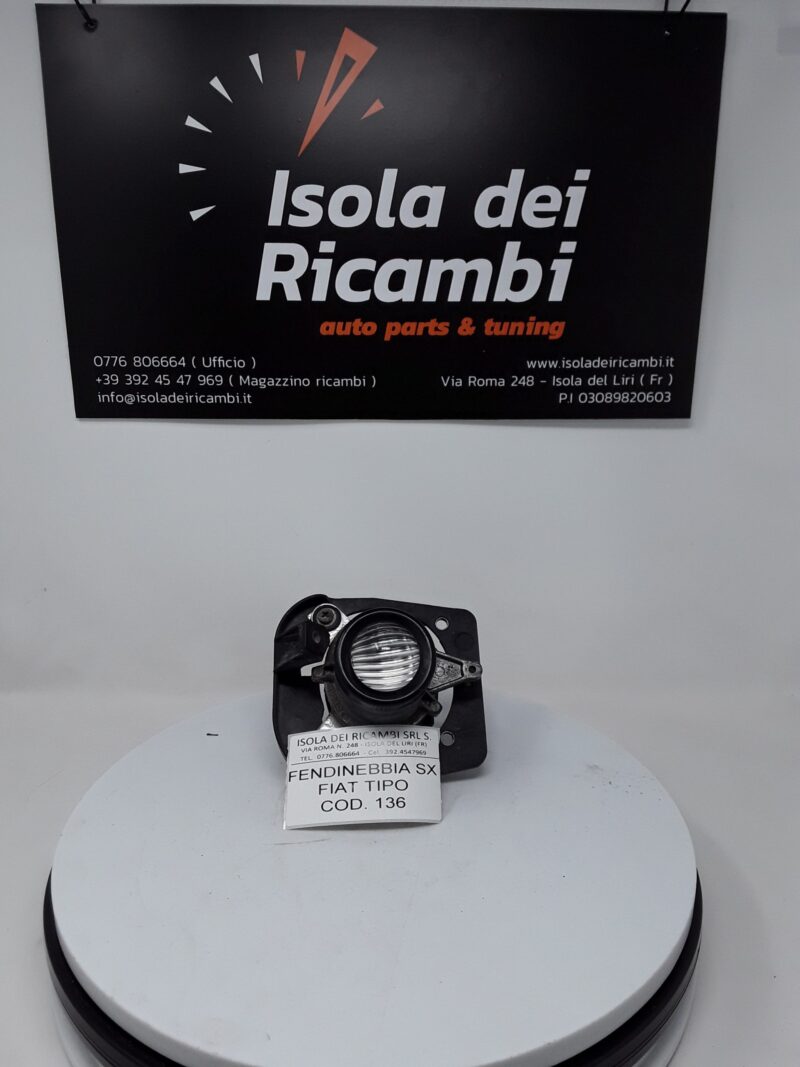 Isola dei
Ricambi
auto parts & tuning
0776 806664 ( Ufficio )
+39 392 45 47 969 ( Magazzino ricambi )
info@isoladeiricambi.it
www.isoladeiricambi.it
Via Roma 248 - Isola del Liri ( Fr )
P.I 03089820603
ISOLA DEI RICAMBI SRL S.
VIA ROMA N. 248 - ISOLA DEL LIRI (FR)
TEL. 0776.806664 - Cel. 392.4547969
FENDINEBBIA SX
FIAT TIPO
COD. 136